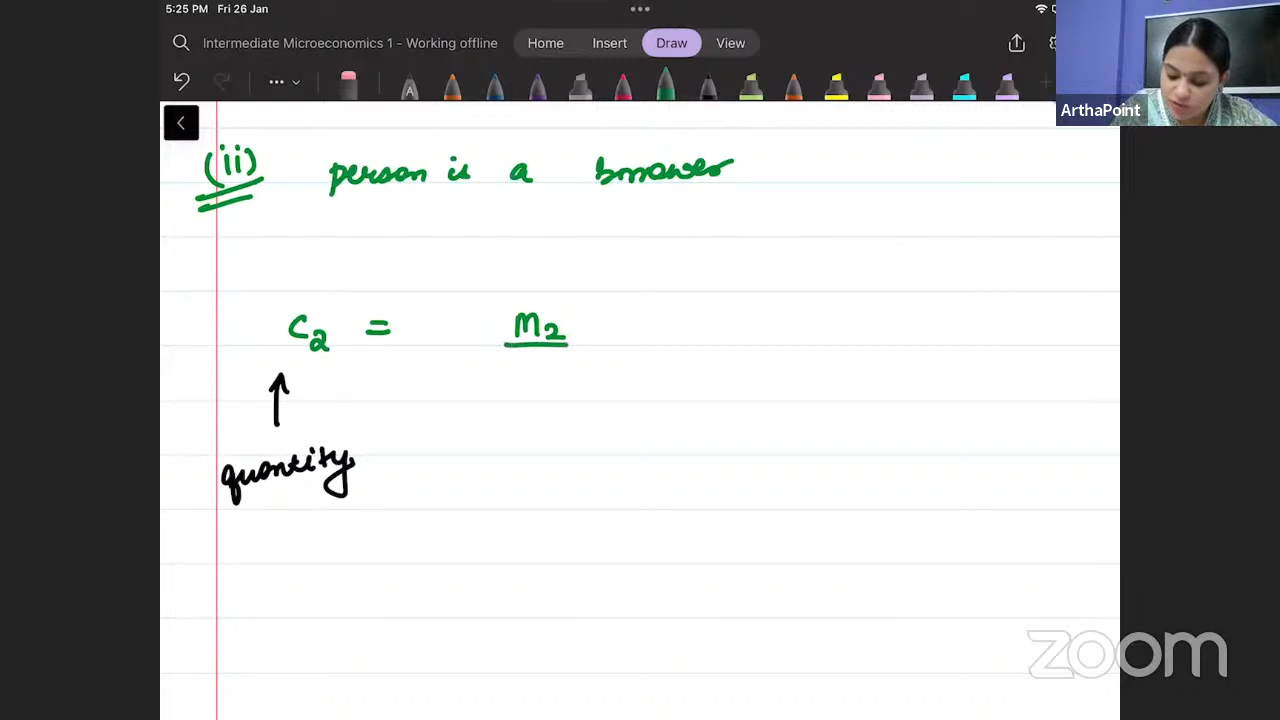 5:25 PM Fri 26 Jan
Intermediate Microeconomics 1 - Working offline Home Insert Draw View
A
ArthaPoint
(ii) person is a borrower
C2 = m2
quantity
zoom